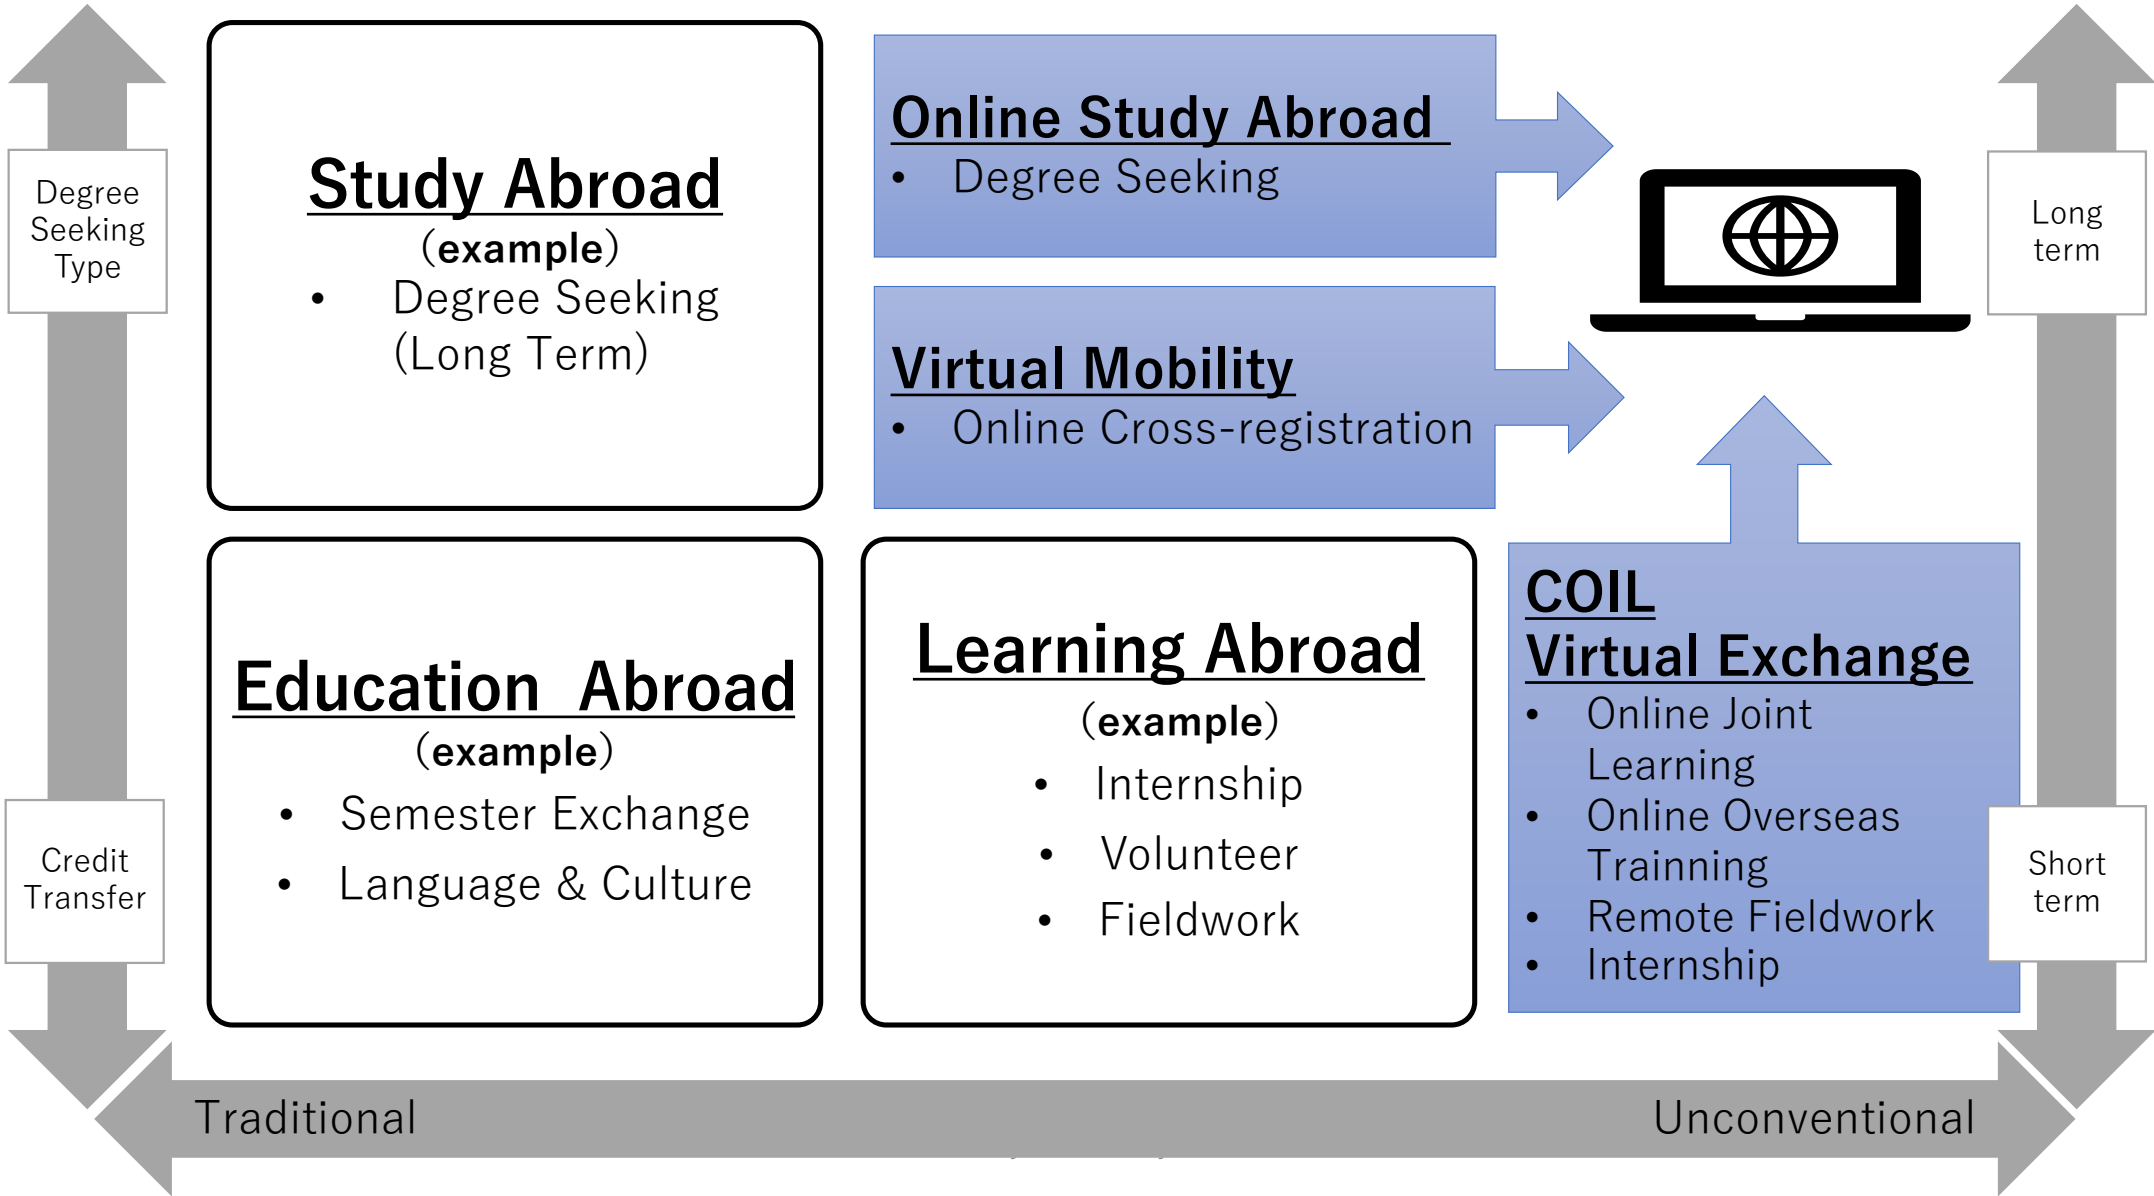 Degree
Seeking
Type
Study Abroad
(example)
• Degree Seeking
(Long Term)
Online Study Abroad
• Degree Seeking
Virtual Mobility
• Online Cross-registration
Long
term
Credit
Transfer
Education Abroad
(example)
• Semester Exchange
• Language & Culture
Learning Abroad
(example)
• Internship
• Volunteer
• Fieldwork
COIL
Virtual Exchange
• Online Joint
Learning
• Online Overseas
Trainning
• Remote Fieldwork
• Internship
Short
term
Traditional
Unconventional